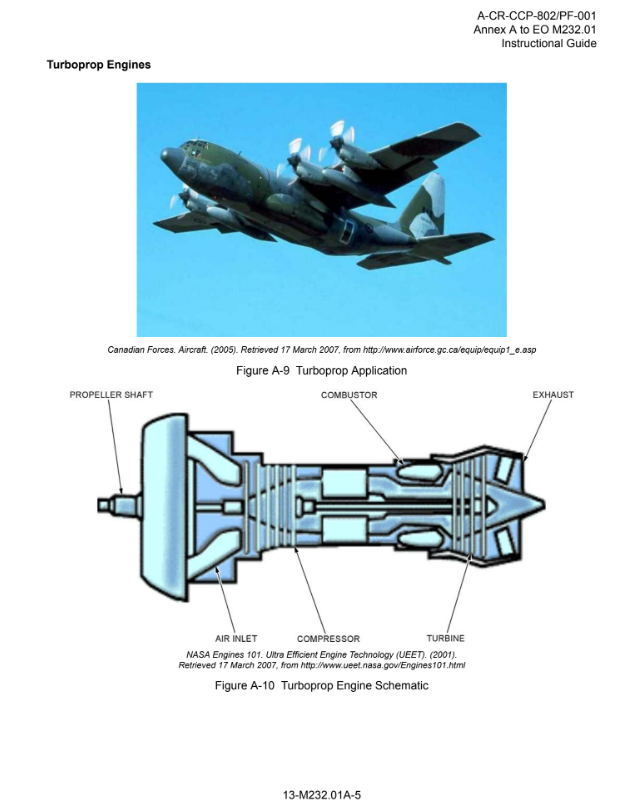 A-CR-CCP-802/PF-001
Annex A to EO M232.01
Instructional Guide
Turboprop Engines
Canadian Forces. Aircraft. (2005). Retrieved 17 March 2007, from http://www.airforce.gc.ca/equip/equip1_e.asp
Figure A-9 Turboprop Application
PROPELLER SHAFT
COMBUSTOR
EXHAUST
AIR INLET
COMPRESSOR
TURBINE
NASA Engines 101. Ultra Efficient Engine Technology (UEET). (2001).
Retrieved 17 March 2007, from http://www.ueet.nasa.gov/Engines101.html
Figure A-10 Turboprop Engine Schematic
13-M232.01A-5